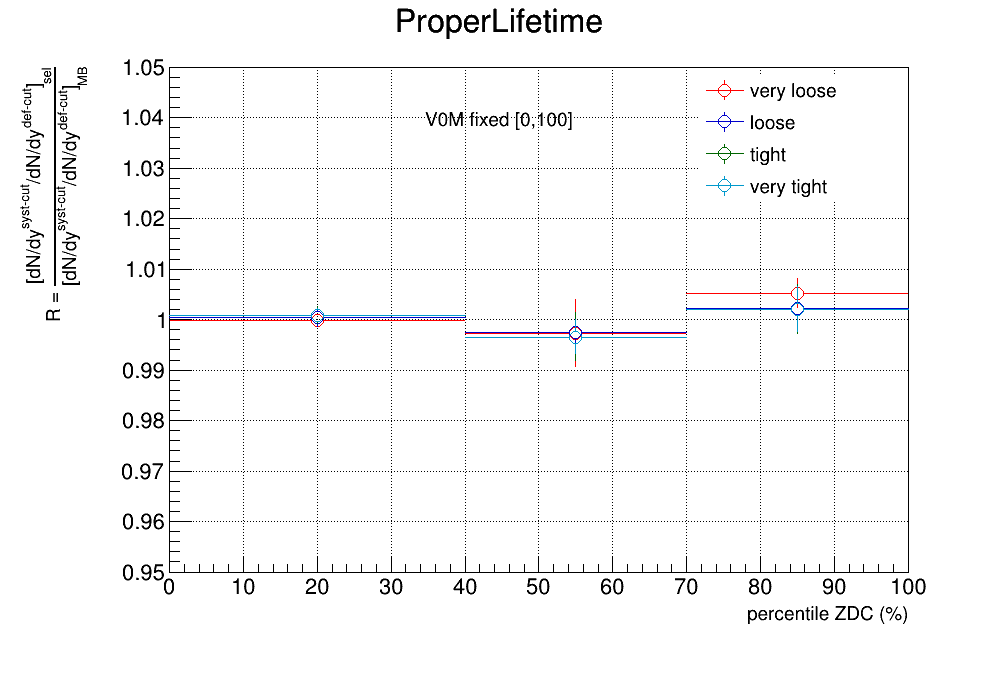 ProperLifetime
R = [dN/dy^syst-cut/dN/dy^def-cut]_sel
[dN/dy^syst-cut/dN/dy^def-cut]_MB
1.05
1.04
1.03
1.02
1.01
1
0.99
0.98
0.97
0.96
0.95
V0M fixed [0,100]
very loose
loose
tight
very tight
0 10 20 30 40 50 60 70 80 90 100
percentile ZDC (%)